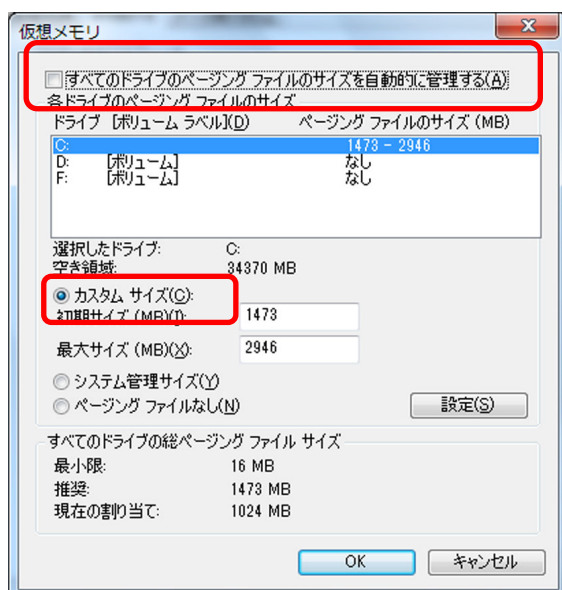 仮想メモリ
すべてのドライブのページング ファイルのサイズを自動的に管理する(A)
各ドライブのページング ファイルのサイズ
ドライブ [ボリューム ラベル](D) ページング ファイルのサイズ (MB)
C: 1473 - 2946
D: [ボリューム] なし
F: [ボリューム] なし
選択したドライブ: C:
空き領域: 34370 MB
カスタム サイズ(C):
初期サイズ (MB)(I): 1473
最大サイズ (MB)(X): 2946
システム管理サイズ(Y)
ページング ファイルなし(N) 設定(S)
すべてのドライブの総ページング ファイル サイズ
最小限: 16 MB
推奨: 1473 MB
現在の割り当て: 1024 MB
OK キャンセル